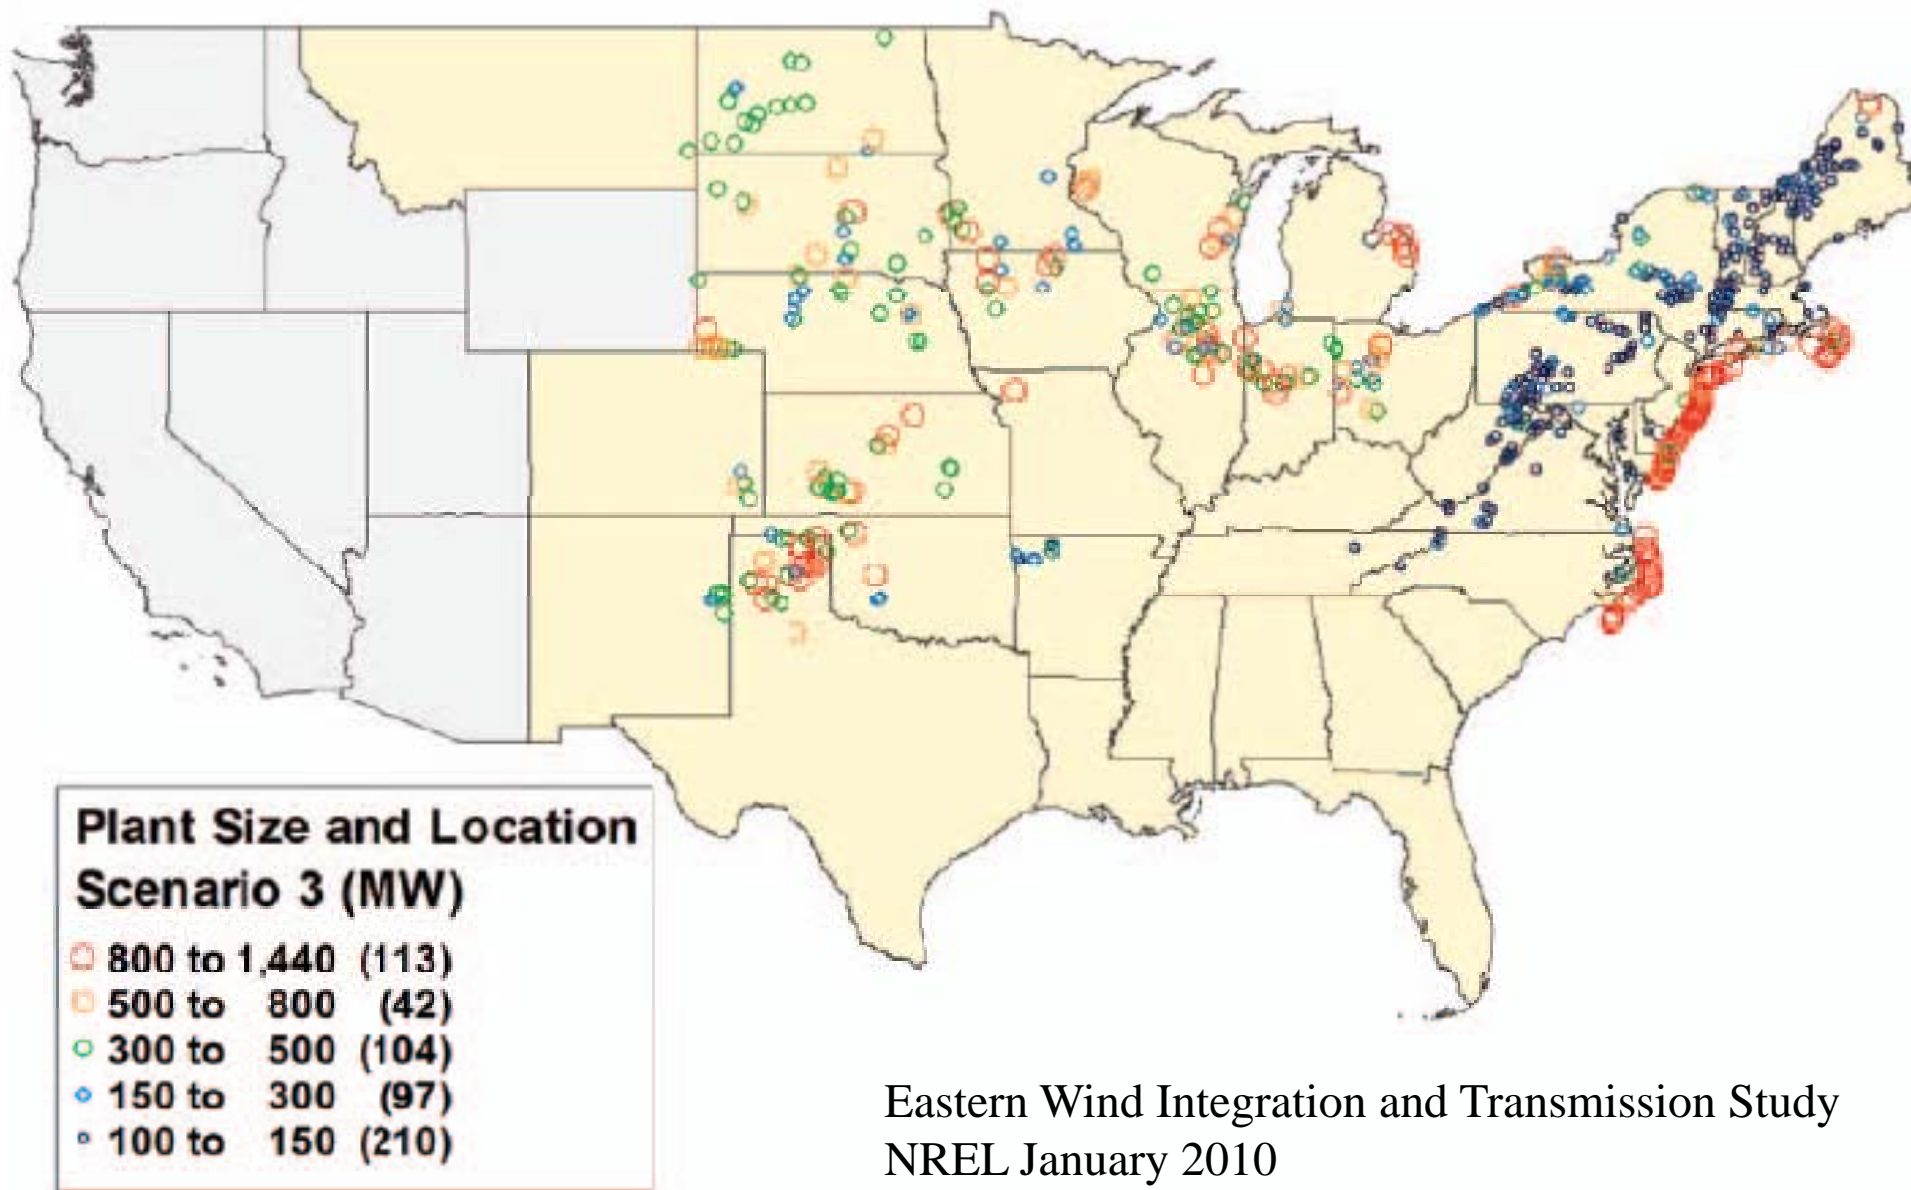 Plant Size and Location
Scenario 3 (MW)
800 to 1,440 (113)
500 to 800 (42)
300 to 500 (104)
150 to 300 (97)
100 to 150 (210)
Eastern Wind Integration and Transmission Study
NREL January 2010